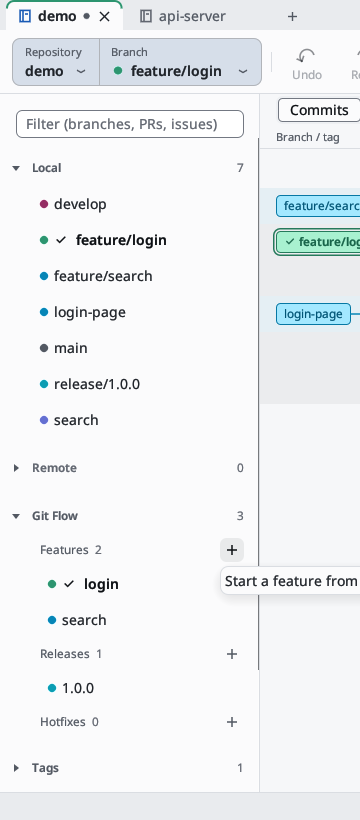 demo
api-server
Repository
demo
Branch
feature/login
Undo
Commits
Filter (branches, PRs, issues)
Branch / tag
Local 7
develop
feature/login
feature/search
login-page
main
release/1.0.0
search
feature/searc
feature/log
login-page
Remote 0
Git Flow 3
Features 2
login
Start a feature from
search
Releases 1
1.0.0
Hotfixes 0
Tags 1